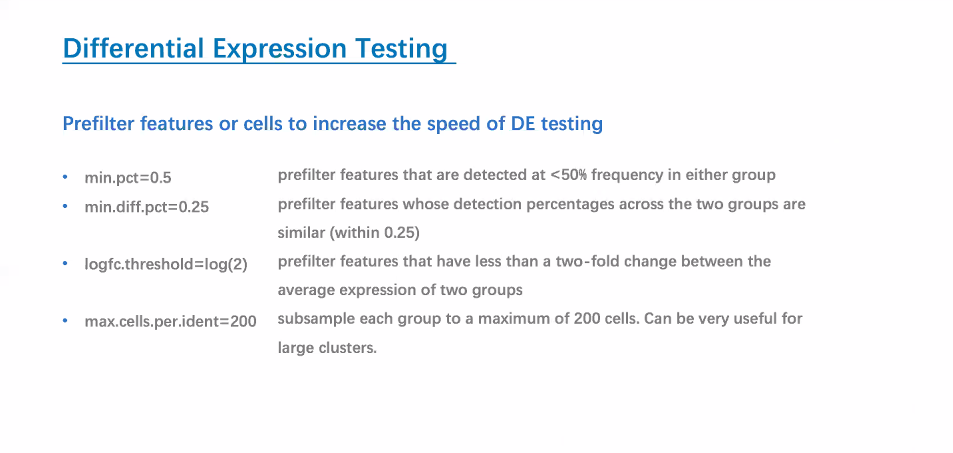 Differential Expression Testing
Prefilter features or cells to increase the speed of DE testing
• min.pct=0.5 prefilter features that are detected at <50% frequency in either group
• min.diff.pct=0.25 prefilter features whose detection percentages across the two groups are
similar (within 0.25)
• logfc.threshold=log(2) prefilter features that have less than a two-fold change between the
average expression of two groups
• max.cells.per.ident=200 subsample each group to a maximum of 200 cells. Can be very useful for
large clusters.